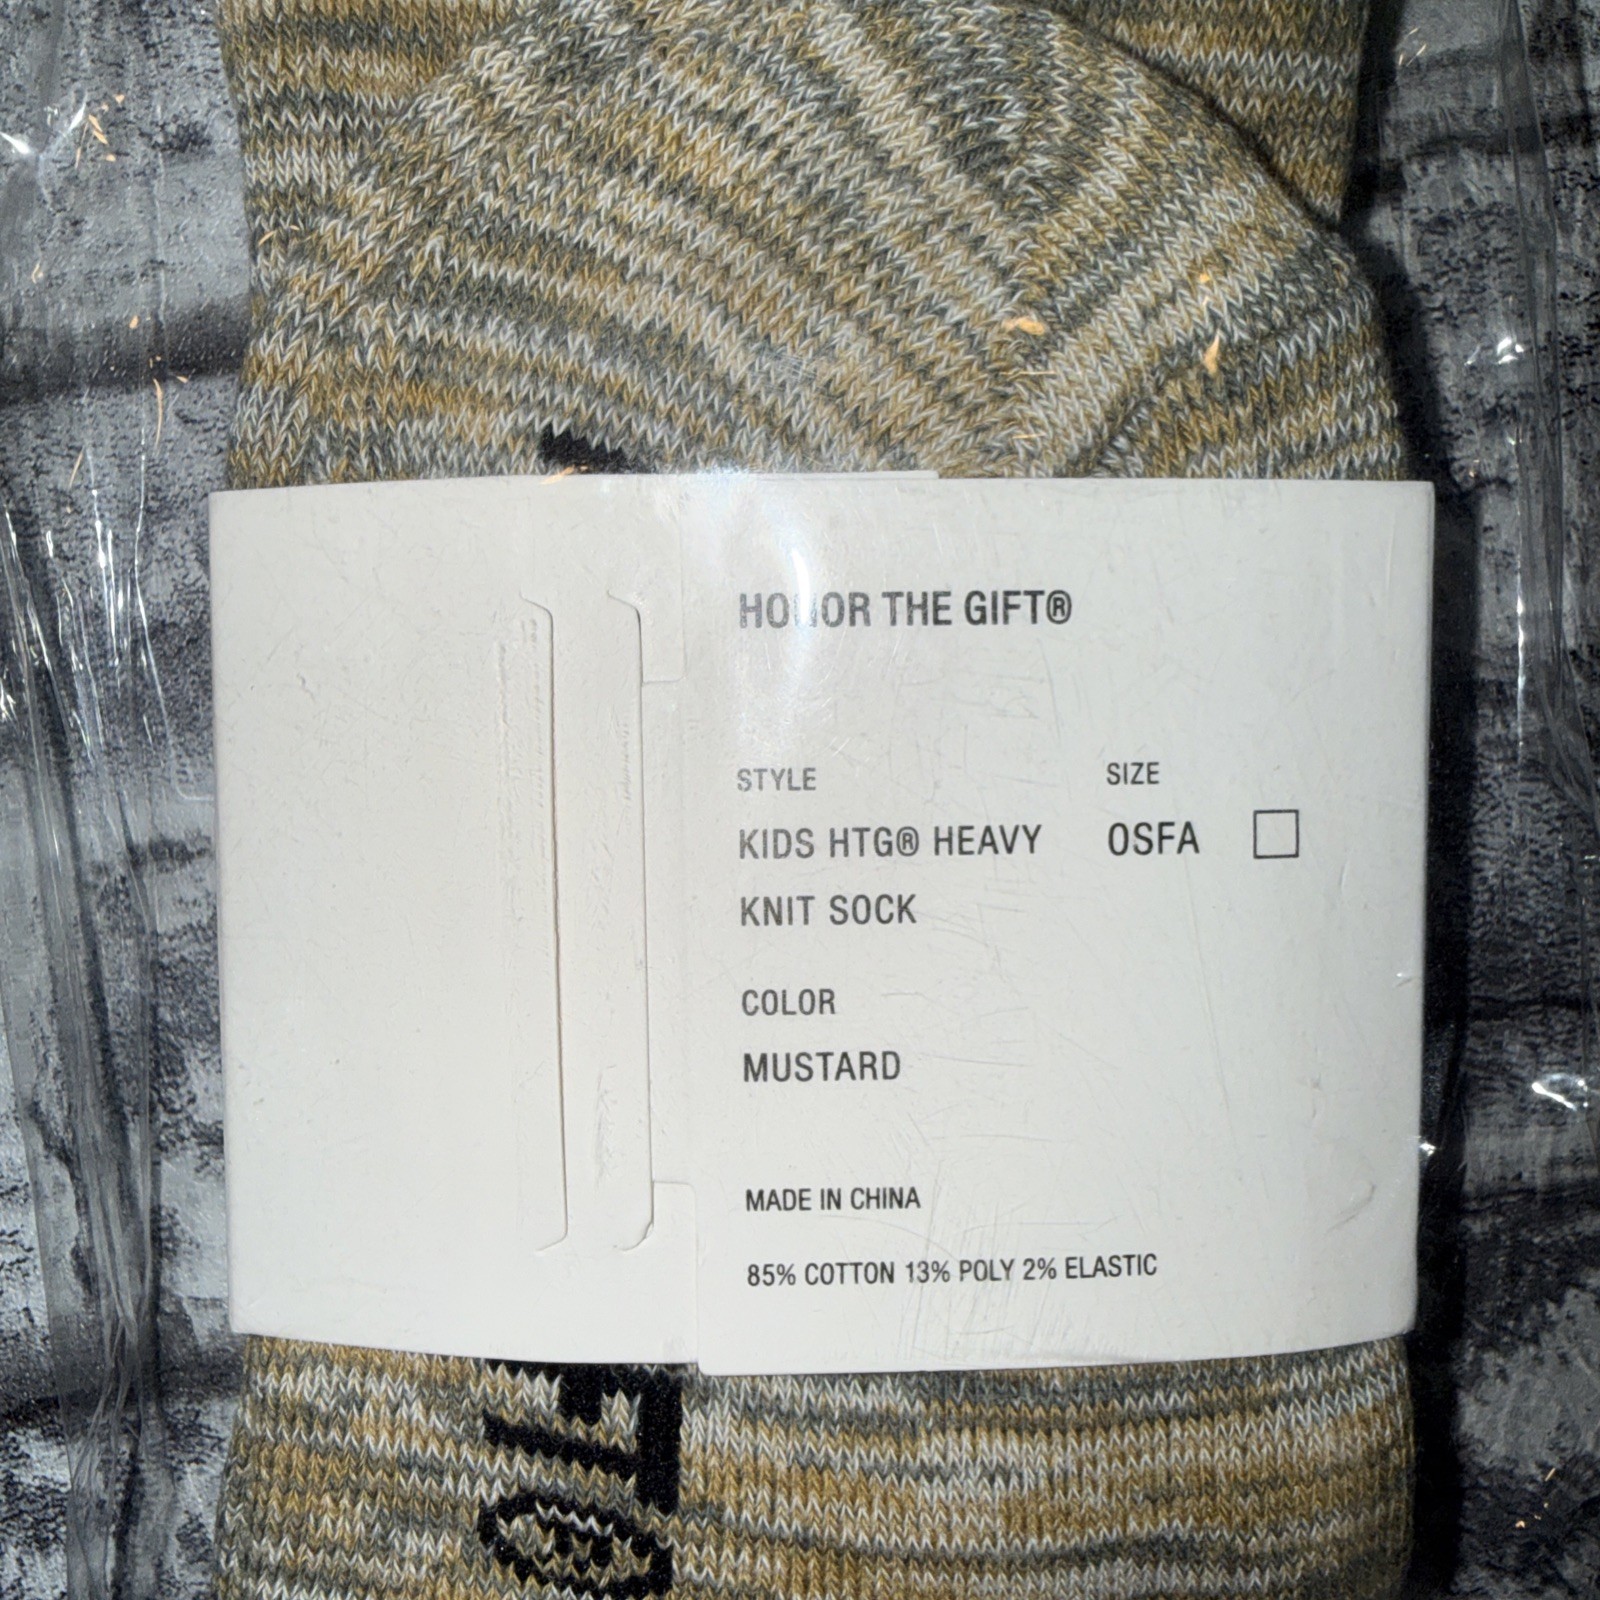 HONOR THE GIFT®
STYLE
SIZE
KIDS HTG® HEAVY
OSFA
KNIT SOCK
COLOR
MUSTARD
MADE IN CHINA
85% COTTON 13% POLY 2% ELASTIC